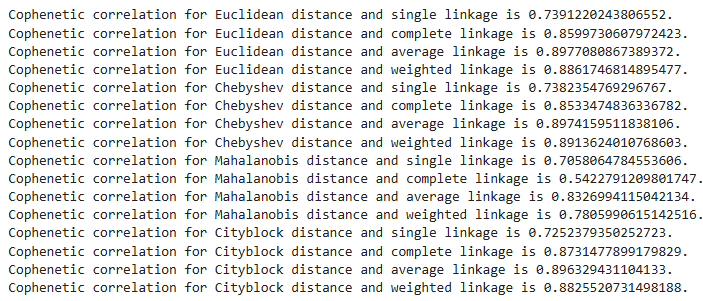 Cophenetic correlation for Euclidean distance and single linkage is 0.7391220243806552.
Cophenetic correlation for Euclidean distance and complete linkage is 0.8599730607972423.
Cophenetic correlation for Euclidean distance and average linkage is 0.8977080867389372.
Cophenetic correlation for Euclidean distance and weighted linkage is 0.8861746814895477.
Cophenetic correlation for Chebyshev distance and single linkage is 0.7382354769296767.
Cophenetic correlation for Chebyshev distance and complete linkage is 0.8533474836336782.
Cophenetic correlation for Chebyshev distance and average linkage is 0.8974159511838106.
Cophenetic correlation for Chebyshev distance and weighted linkage is 0.8913624010768603.
Cophenetic correlation for Mahalanobis distance and single linkage is 0.7058064784553606.
Cophenetic correlation for Mahalanobis distance and complete linkage is 0.5422791209801747.
Cophenetic correlation for Mahalanobis distance and average linkage is 0.8326994115042134.
Cophenetic correlation for Mahalanobis distance and weighted linkage is 0.7805990615142516.
Cophenetic correlation for Cityblock distance and single linkage is 0.7252379350252723.
Cophenetic correlation for Cityblock distance and complete linkage is 0.8731477899179829.
Cophenetic correlation for Cityblock distance and average linkage is 0.896329431104133.
Cophenetic correlation for Cityblock distance and weighted linkage is 0.8825520731498188.